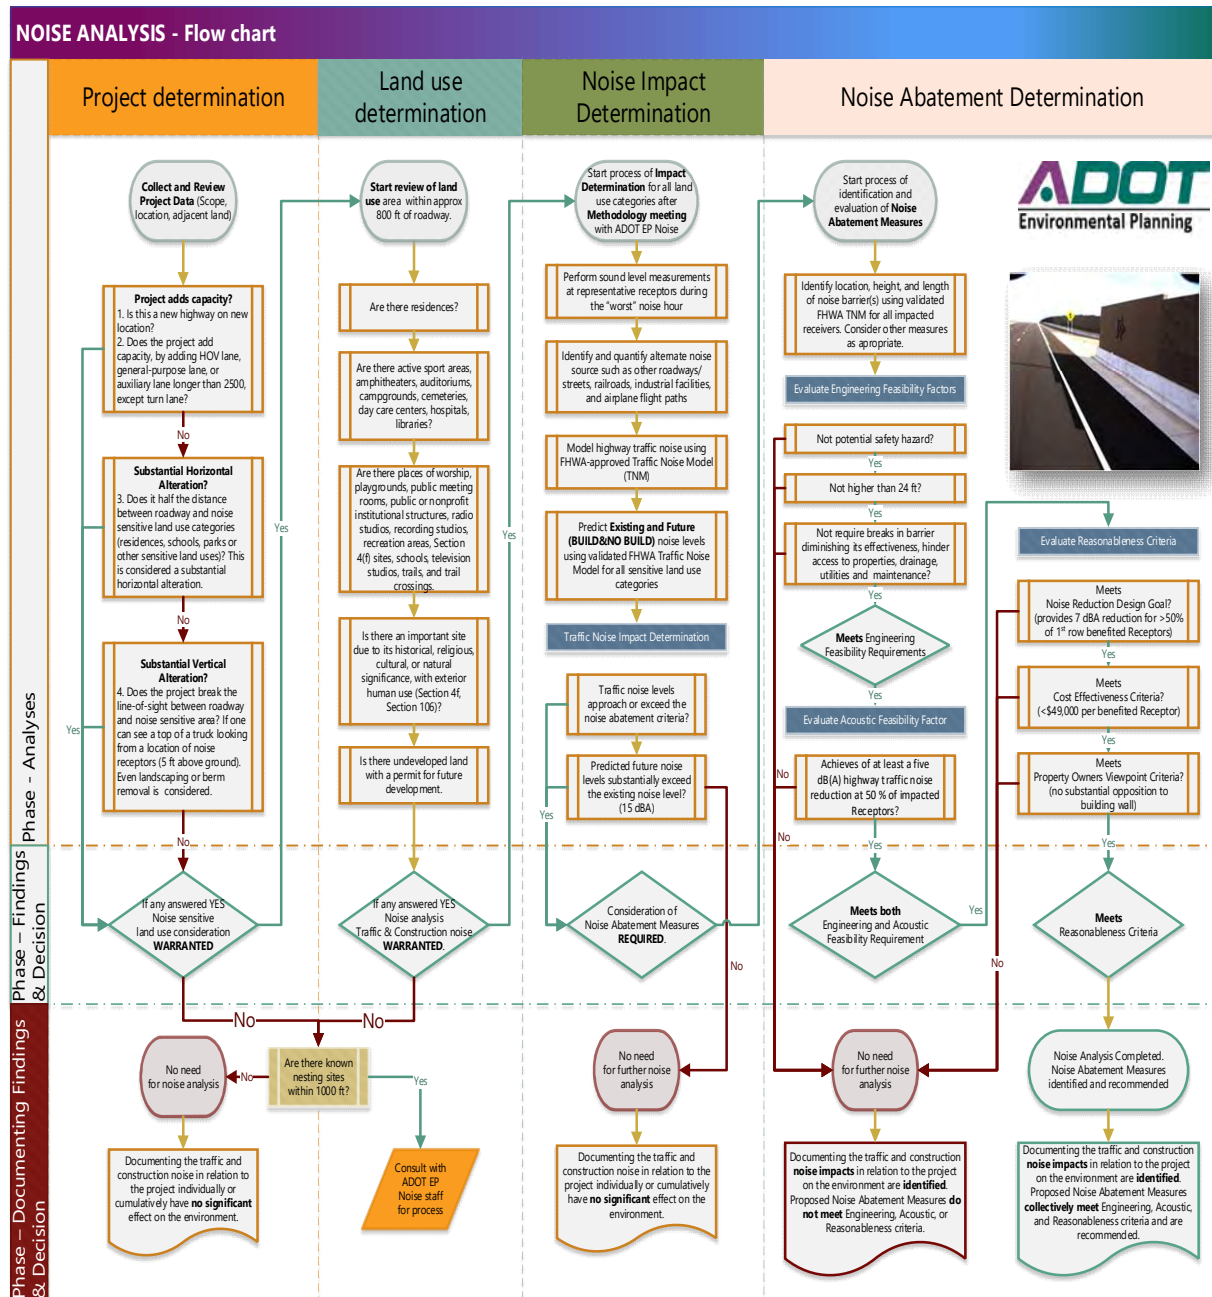 NOISE ANALYSIS - Flow chart
Project determination
Land use
determination
Noise Impact
Determination
Noise Abatement Determination
Phase - Analyses
Phase – Findings
& Decision
Phase – Documenting Findings
& Decision
Collect and Review
Project Data (Scope,
location, adjacent land)
Project adds capacity?
1. Is this a new highway on new
location?
2. Does the project add
capacity, by adding HOV lane,
general-purpose lane, or
auxiliary lane longer than 2500,
except turn lane?
No
Substantial Horizontal
Alteration?
3. Does it half the distance
between roadway and noise
sensitive land use categories
(residences, schools, parks or
other sensitive land uses)? This
is considered a substantial
horizontal alteration.
No
Substantial Vertical
Alteration?
4. Does the project break the
line-of-sight between roadway
and noise sensitive area? If one
can see a top of a truck looking
from a location of noise
receptors (5 ft above ground).
Even landscaping or berm
removal is considered.
Yes
No
If any answered YES
Noise sensitive
land use consideration
WARRANTED
Yes
No
No need
for noise analysis
No
Are there known
nesting sites
within 1000 ft?
Yes
Documenting the traffic and
construction noise in relation to
the project individually or
cumulatively have no significant
effect on the environment.
Start review of land
use area within approx
800 ft of roadway.
Are there residences?
Are there active sport areas,
amphitheaters, auditoriums,
campgrounds, cemeteries,
day care centers, hospitals,
libraries?
Are there places of worship,
playgrounds, public meeting
rooms, public or nonprofit
institutional structures, radio
studios, recording studios,
recreation areas, Section
4(f) sites, schools, television
studios, trails, and trail
crossings.
Is there an important site
due to its historical, religious,
cultural, or natural
significance, with exterior
human use (Section 4f,
Section 106)?
Is there undeveloped land
with a permit for future
development.
If any answered YES
Noise analysis
Traffic & Construction noise
WARRANTED.
Yes
No
Consult with
ADOT EP
Noise staff
for process
Start process of Impact
Determination for all land
use categories after
Methodology meeting
with ADOT EP Noise
Perform sound level measurements
at representative receptors during
the "worst" noise hour
Identify and quantify alternate noise
source such as other roadways/
streets, railroads, industrial facilities,
and airplane flight paths
Model highway traffic noise using
FHWA-approved Traffic Noise Model
(TNM)
Predict Existing and Future
(BUILD&NO BUILD) noise levels
using validated FHWA Traffic Noise
Model for all sensitive land use
categories
Traffic Noise Impact Determination
Traffic noise levels
approach or exceed the
noise abatement criteria?
Predicted future noise
levels substantially exceed
the existing noise level?
(15 dBA)
Yes
Consideration of
Noise Abatement Measures
REQUIRED.
No
No need
for further noise
analysis
Documenting the traffic and
construction noise in relation to the
project individually or cumulatively
have no significant effect on the
environment.
Start process of
identification and
evaluation of Noise
Abatement Measures
Identify location, height, and length
of noise barrier(s) using validated
FHWA TNM for all impacted
receivers. Consider other measures
as apropriate.
Evaluate Engineering Feasibility Factors
Not potential safety hazard?
Yes
Not higher than 24 ft?
Yes
Not require breaks in barrier
diminishing its effectiveness, hinder
access to properties, drainage,
utilities and maintenance?
Yes
Meets Engineering
Feasibility Requirements
Evaluate Acoustic Feasibility Factor
No
Achieves of at least a five
dB(A) highway traffic noise
reduction at 50 % of impacted
Receptors?
No
Yes
Meets both
Engineering and Acoustic
Feasibility Requirement
Yes
No need
for further noise
analysis
Documenting the traffic and construction
noise impacts in relation to the project
on the environment are identified.
Proposed Noise Abatement Measures do
not meet Engineering, Acoustic, or
Reasonableness criteria.
ADOT
Environmental Planning
Evaluate Reasonableness Criteria
Meets
Noise Reduction Design Goal?
(provides 7 dBA reduction for >50%
of 1st row benefited Receptors)
Yes
Meets
Cost Effectiveness Criteria?
(<$49,000 per benefited Receptor)
Yes
Meets
Property Owners Viewpoint Criteria?
(no substantial opposition to
building wall)
Yes
No
Meets
Reasonableness Criteria
Noise Analysis Completed.
Noise Abatement Measures
identified and recommended
Documenting the traffic and construction
noise impacts in relation to the project
on the environment are identified.
Proposed Noise Abatement Measures
collectively meet Engineering, Acoustic,
and Reasonableness criteria and are
recommended.